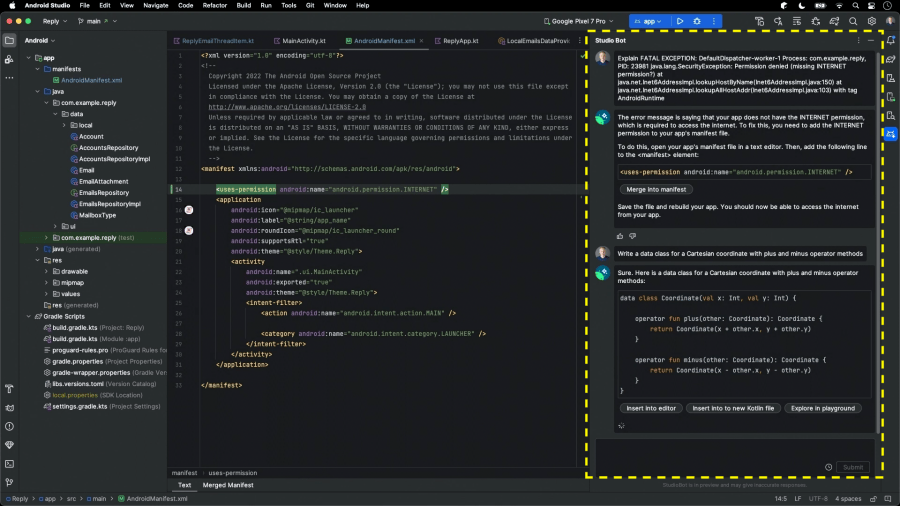 Android Studio File Edit View Navigate Code Refactor Build Run Tools Git Window Help
Reply main Google Pixel 7 Pro app
Android
app
manifests
AndroidManifest.xml
java
com.example.reply
data
local
Account
AccountsRepository
AccountsRepositoryImpl
Email
EmailAttachment
EmailsRepository
EmailsRepositoryImpl
MailboxType
ui
com.example.reply (test)
java (generated)
res
drawable
mipmap
values
res (generated)
Gradle Scripts
build.gradle.kts (Project: Reply)
build.gradle.kts (Module :app)
proguard-rules.pro (ProGuard Rules for
gradle.properties (Project Properties)
gradle-wrapper.properties (Gradle Vers
libs.versions.toml (Version Catalog)
local.properties (SDK Location)
settings.gradle.kts (Project Settings)
ReplyEmailThreadItem.kt MainActivity.kt AndroidManifest.xml ReplyApp.kt LocalEmailsDataProvi
1 <?xml version="1.0" encoding="utf-8"?>
2 <!--
3 Copyright 2022 The Android Open Source Project
4 Licensed under the Apache License, Version 2.0 (the "License"); you may not use this file except
5 in compliance with the License. You may obtain a copy of the License at
6 http://www.apache.org/licenses/LICENSE-2.0
7 Unless required by applicable law or agreed to in writing, software distributed under the License
8 is distributed on an "AS IS" BASIS, WITHOUT WARRANTIES OR CONDITIONS OF ANY KIND, either express
9 or implied. See the License for the specific language governing permissions and limitations under
10 the License.
11 -->
12 <manifest xmlns:android="http://schemas.android.com/apk/res/android">
13
14 <uses-permission android:name="android.permission.INTERNET" />
15 <application
16 android:icon="@mipmap/ic_launcher"
17 android:label="@string/app_name"
18 android:roundIcon="@mipmap/ic_launcher_round"
19 android:supportsRtl="true"
20 android:theme="@style/Theme.Reply">
21 <activity
22 android:name=".ui.MainActivity"
23 android:exported="true"
24 android:theme="@style/Theme.Reply">
25 <intent-filter>
26 <action android:name="android.intent.action.MAIN" />
27
28 <category android:name="android.intent.category.LAUNCHER" />
29 </intent-filter>
30 </activity>
31 </application>
32
33 </manifest>
manifest uses-permission
Text Merged Manifest
Studio Bot
Explain FATAL EXCEPTION: DefaultDispatcher-worker-1 Process: com.example.reply,
PID: 23981 java.lang.SecurityException: Permission denied (missing INTERNET
permission?) at
java.net.Inet6AddressImpl.lookupHostByName(Inet6AddressImpl.java:150) at
java.net.Inet6AddressImpl.lookupAllHostAddr(Inet6AddressImpl.java:103) with tag
AndroidRuntime
The error message is saying that your app does not have the INTERNET permission,
which is required to access the internet. To fix this, you need to add the INTERNET
permission to your app's manifest file.
To do this, open your app's manifest file in a text editor. Then, add the following line
to the <manifest> element:
<uses-permission android:name="android.permission.INTERNET" />
Merge into manifest
Save the file and rebuild your app. You should now be able to access the internet
from your app.
Write a data class for a Cartesian coordinate with plus and minus operator methods
Sure. Here is a data class for a Cartesian coordinate with plus and minus operator
methods:
data class Coordinate(val x: Int, val y: Int) {
operator fun plus(other: Coordinate): Coordinate {
return Coordinate(x + other.x, y + other.y)
}
operator fun minus(other: Coordinate): Coordinate {
return Coordinate(x - other.x, y - other.y)
}
}
Insert into editor Insert into new Kotlin file Explore in playground
Submit
StudioBot is in preview and may give inaccurate responses.
Reply app src main AndroidManifest.xml 14:5 LF UTF-8 4 spaces